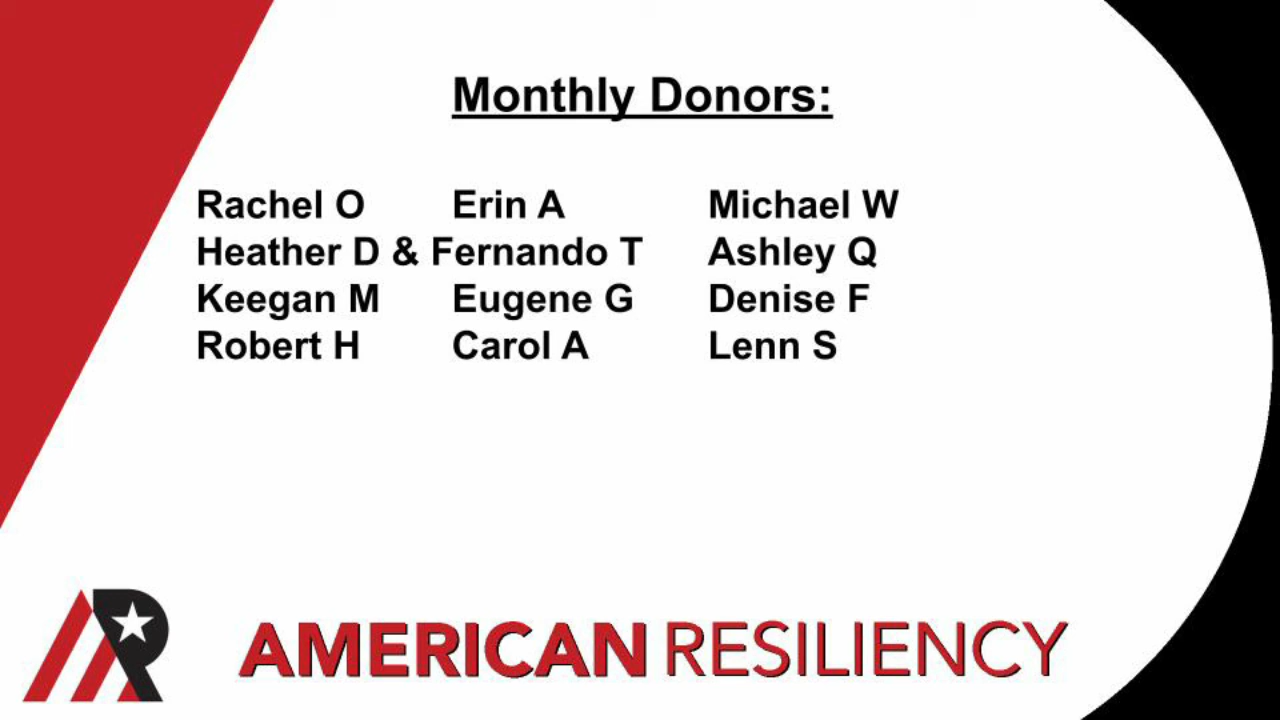 Monthly Donors:
Rachel O Erin A Michael W
Heather D & Fernando T Ashley Q
Keegan M Eugene G Denise F
Robert H Carol A Lenn S
AMERICAN RESILIENCY